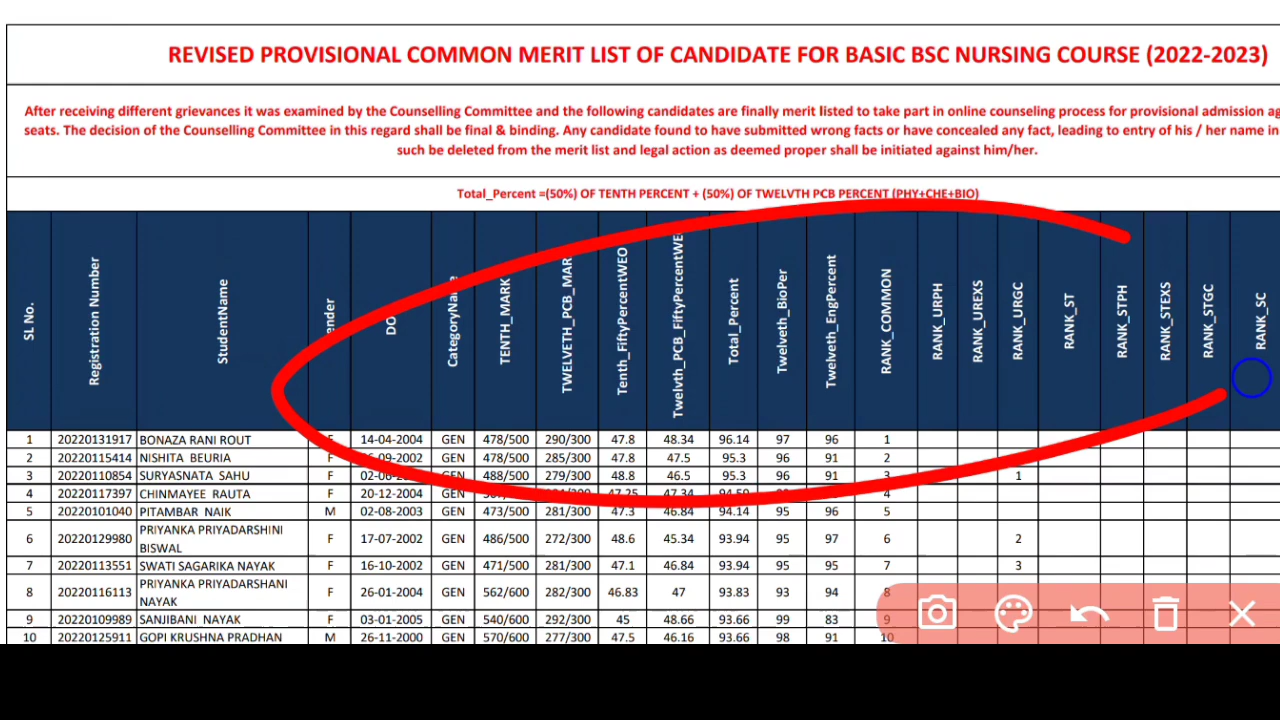 REVISED PROVISIONAL COMMON MERIT LIST OF CANDIDATE FOR BASIC BSC NURSING COURSE (2022-2023)
After receiving different grievances it was examined by the Counselling Committee and the following candidates are finally merit listed to take part in online counseling process for provisional admission
seats. The decision of the Counselling Committee in this regard shall be final & binding. Any candidate found to have submitted wrong facts or have concealed any fact, leading to entry of his / her name in
such be deleted from the merit list and legal action as deemed proper shall be initiated against him/her.
Total_Percent =(50%) OF TENTH PERCENT + (50%) OF TWELVTH PCB PERCENT (PHY+CHE+BIO)
SL No. Registration Number StudentName CategoryName TENTH_MARK TWELVETH_PCB_MAR Tenth_FiftyPercentWEO Twelvth_PCB_FiftyPercentWE Total_Percent Twelveth_BioPer Twelveth_EngPercent RANK_COMMON RANK_URPH RANK_UREXS RANK_URGC RANK_ST RANK_STPH RANK_STEXS RANK_STGC RANK_SC
1 20220131917 BONAZA RANI ROUT F 14-04-2004 GEN 478/500 290/300 47.8 48.34 96.14 97 96 1
2 20220115414 NISHITA BEURIA F GEN 478/500 285/300 47.8 47.5 95.3 96 91 2
3 20220110854 SURYASNATA SAHU F GEN 488/500 279/300 48.8 46.5 95.3 96 91 3 1
4 20220117397 CHINMAYEE RAUTA F 20-12-2004 GEN 47.25 47.34 94.59 4
5 20220101040 PITAMBAR NAIK M 02-08-2003 GEN 473/500 281/300 47.3 46.84 94.14 95 96 5
6 20220129980 PRIYANKA PRIYADARSHINI BISWAL F 17-07-2002 GEN 486/500 272/300 48.6 45.34 93.94 95 97 6 2
7 20220113551 SWATI SAGARIKA NAYAK F 16-10-2002 GEN 471/500 281/300 47.1 46.84 93.94 95 95 7 3
8 20220116113 PRIYANKA PRIYADARSHANI NAYAK F 26-01-2004 GEN 562/600 282/300 46.83 47 93.83 93 94 8
9 20220109989 SANJIBANI NAYAK F 03-01-2005 GEN 540/600 292/300 45 48.66 93.66 99 83 9
10 20220125911 GOPI KRUSHNA PRADHAN M 26-11-2000 GEN 570/600 277/300 47.5 46.16 93.66 98 91 10